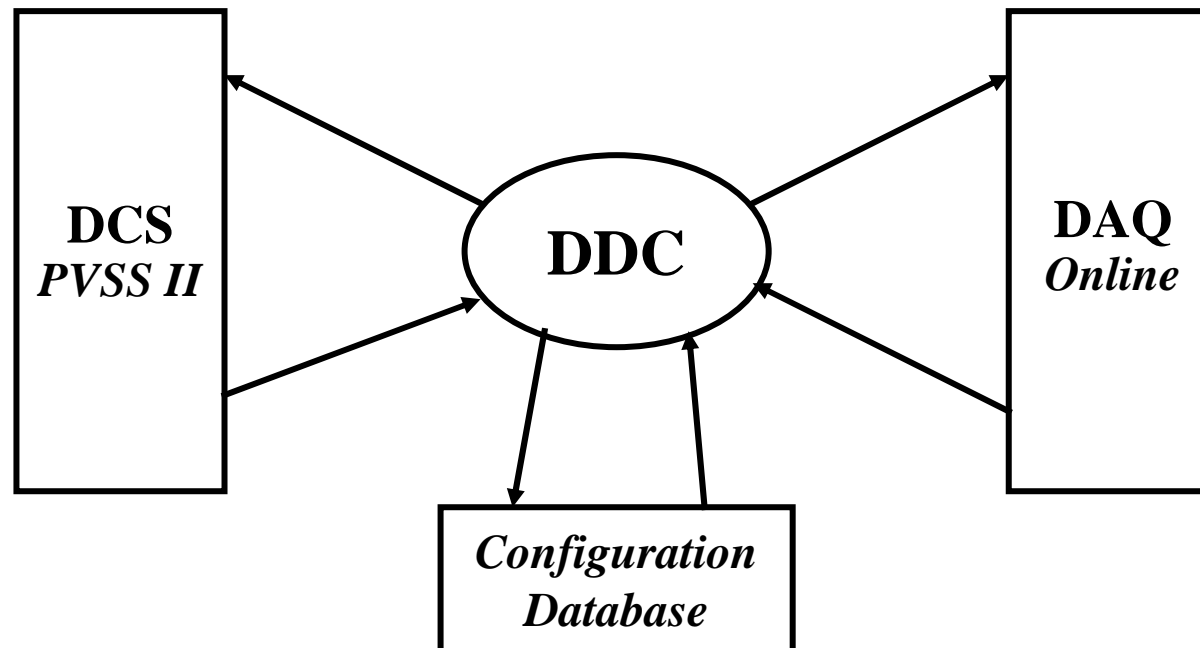 DCS
PVSS II
DDC
DAQ
Online
Configuration
Database